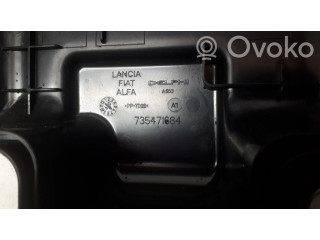 Ovoko
LANCIA
FIAT DELPHI
ALFA
>PP-TD20< A1
735471684